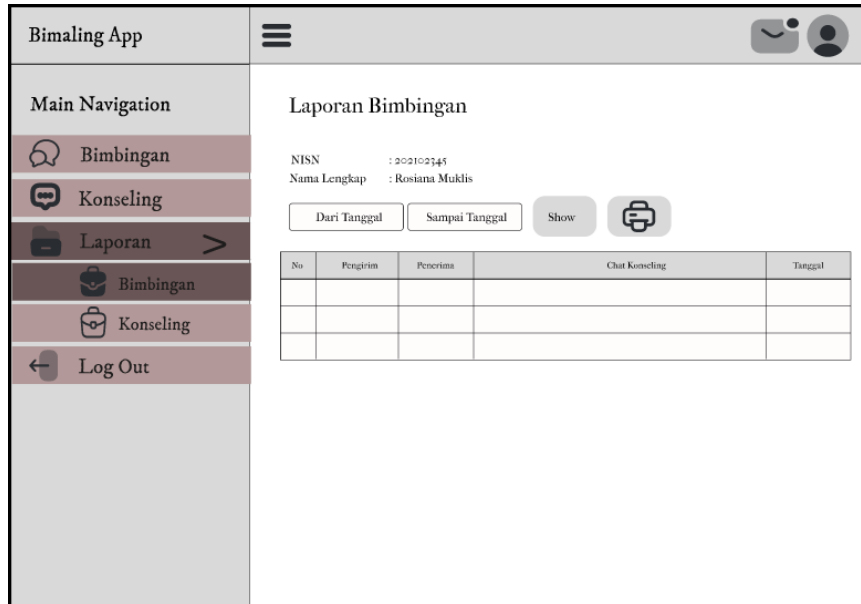 Bimaling App
Main Navigation
Bimbingan
Konseling
Laporan >
Bimbingan
Konseling
Log Out
Laporan Bimbingan
NISN : 202102345
Nama Lengkap : Rosiana Muklis
Dari Tanggal Sampai Tanggal Show
No Pengirim Penerima Chat Konseling Tanggal